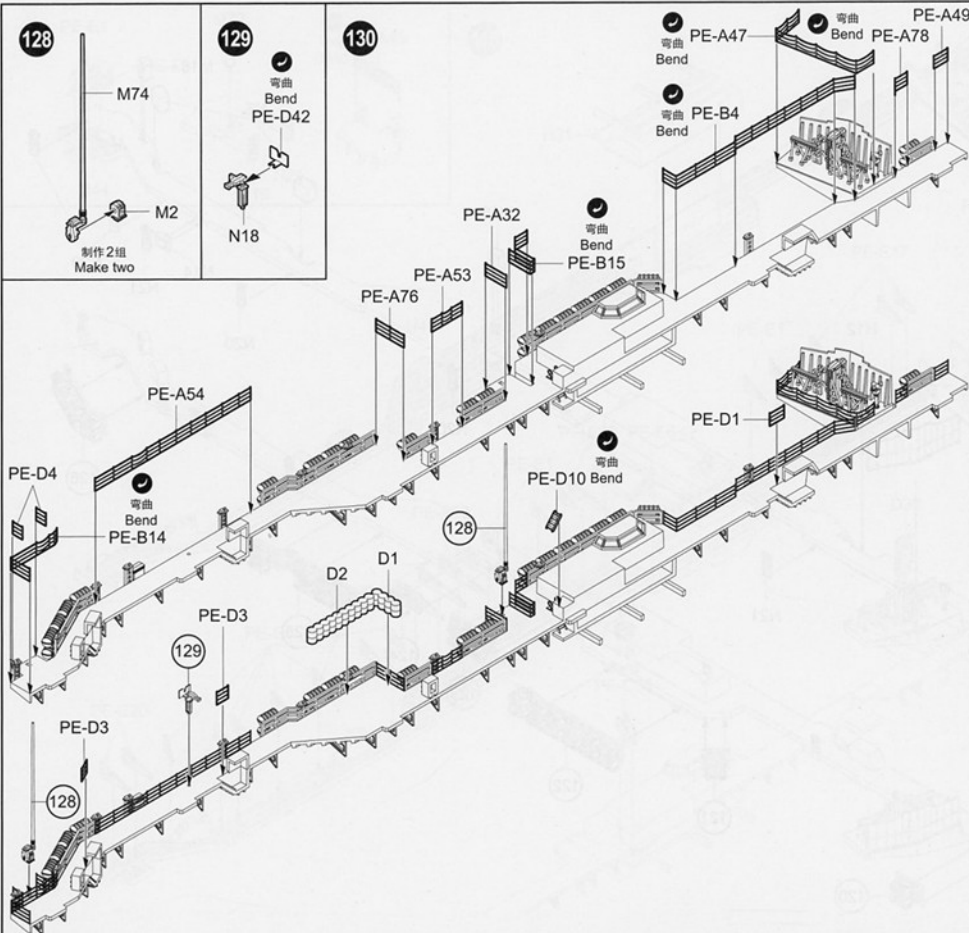 128
M74
M2
制作2组
Make two
129
弯曲
Bend
PE-D42
N18
130
弯曲
Bend
PE-A47
弯曲
Bend
PE-A78
PE-A49
弯曲
Bend
PE-B4
PE-A32
弯曲
Bend
PE-B15
PE-A53
PE-A76
PE-A54
PE-D4
弯曲
Bend
PE-B14
PE-D1
弯曲
PE-D10 Bend
128
D2
D1
PE-D3
129
PE-D3
128